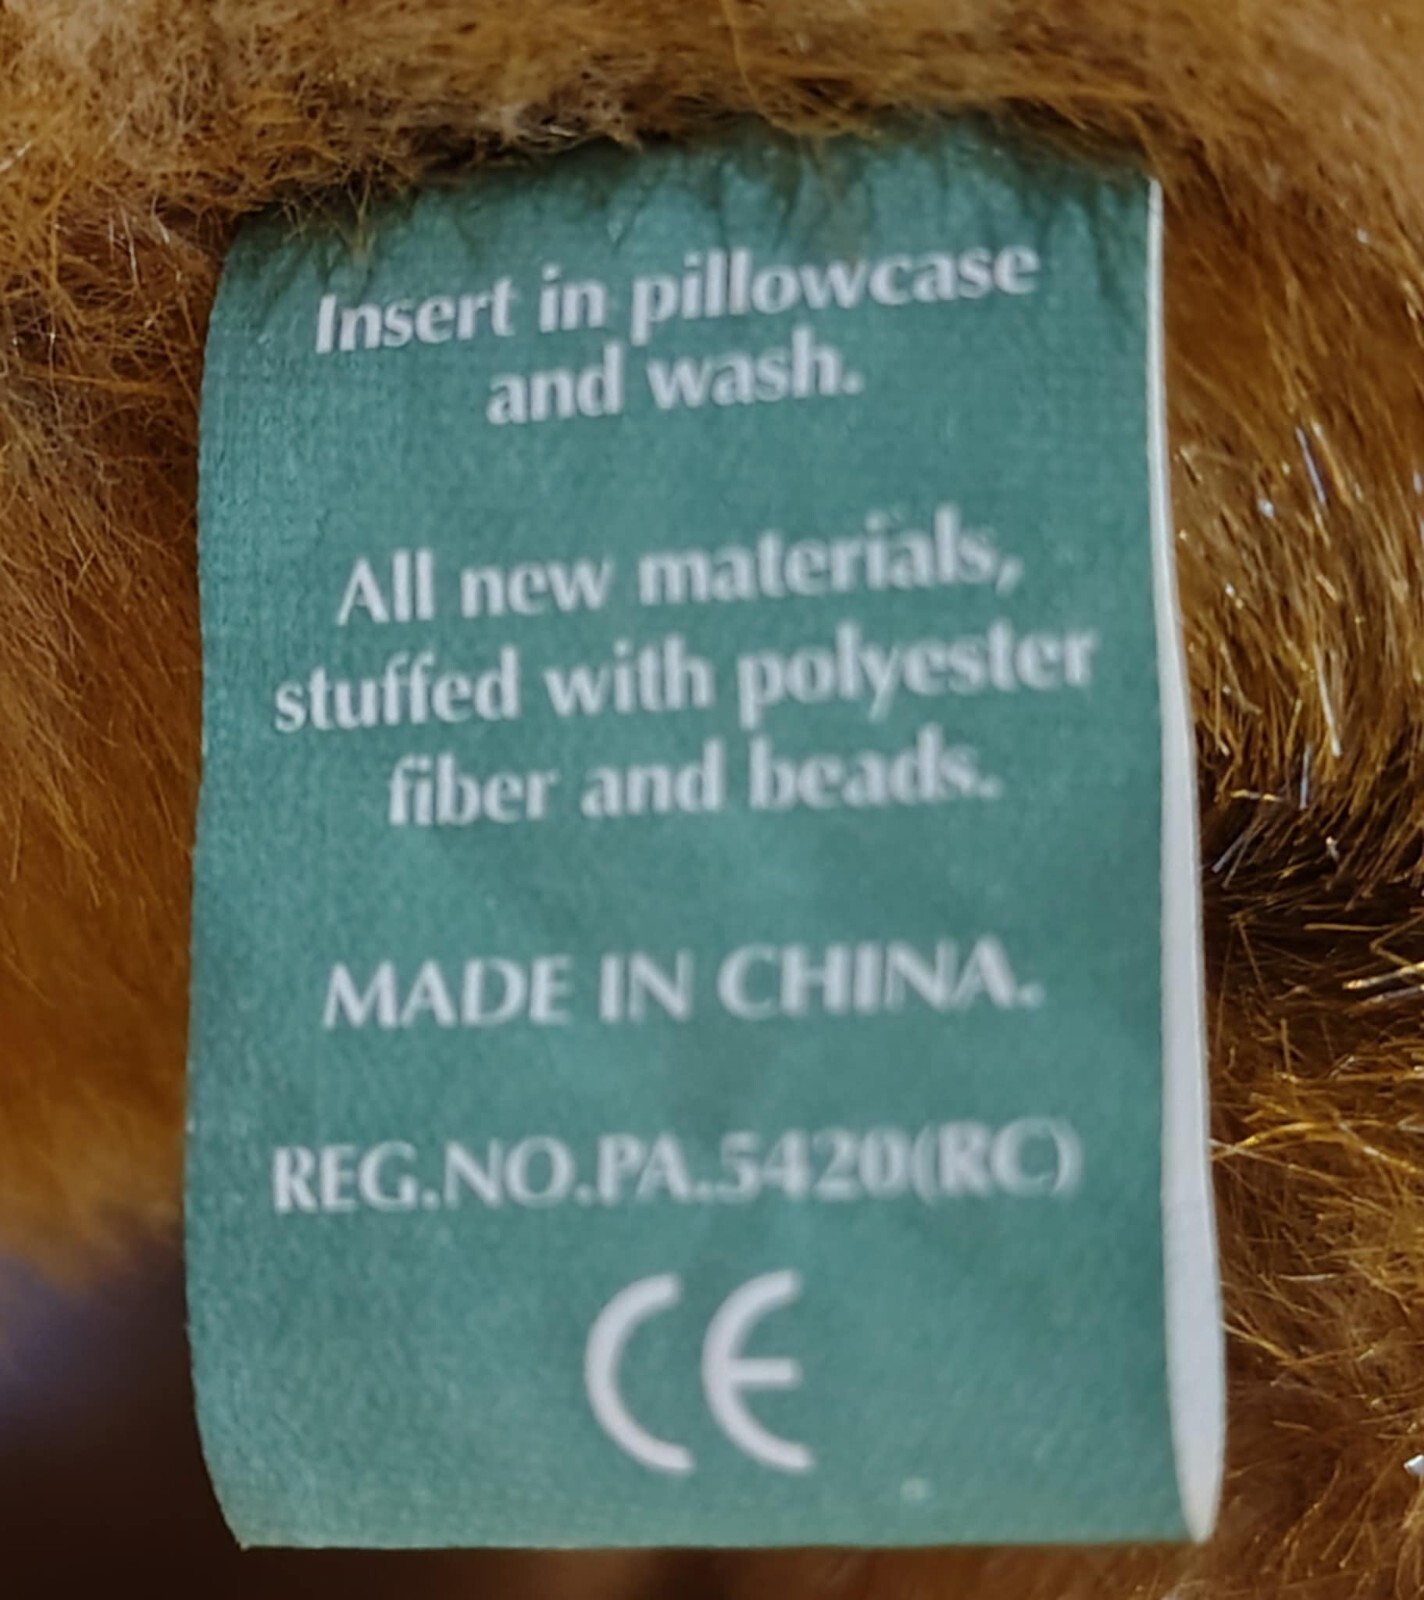 Insert in pillowcase
and wash.
All new materials,
stuffed with polyester
fiber and beads.
MADE IN CHINA.
REG.NO.PA.5420(RC)
CE